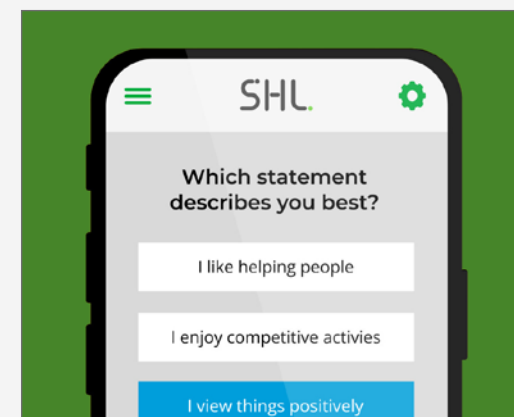 SHL.
Which statement
describes you best?
I like helping people
I enjoy competitive activies
I view things positively